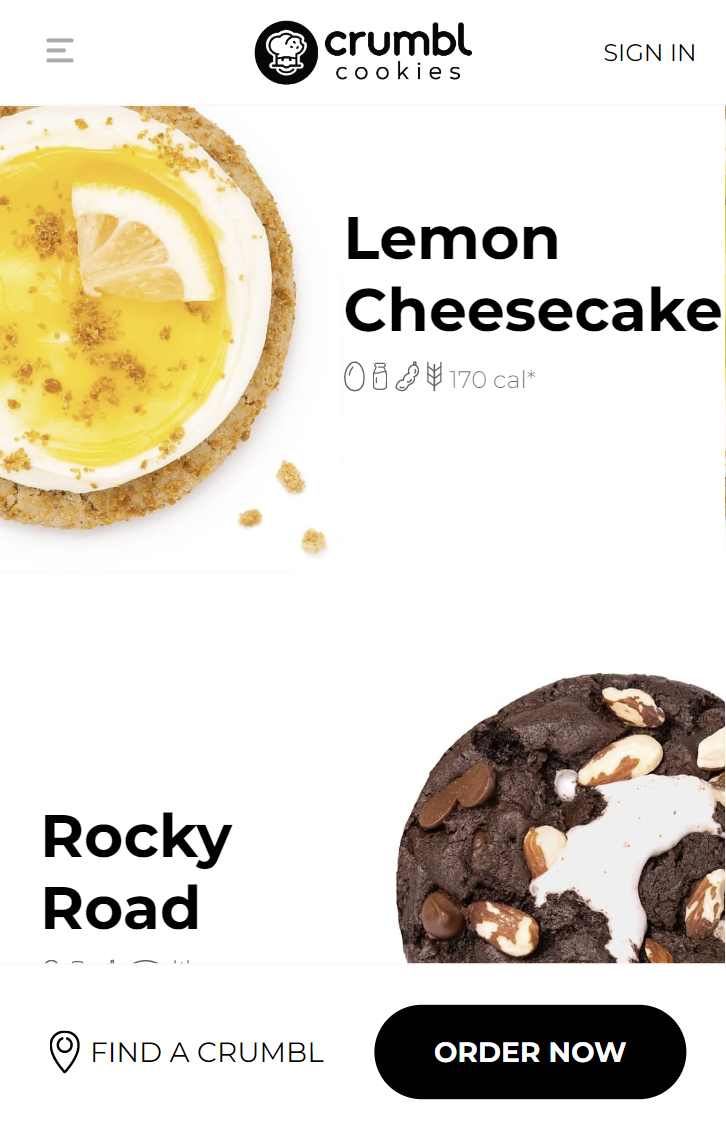 crumbl
cookies
SIGN IN
Lemon
Cheesecake
170 cal*
Rocky
Road
FIND A CRUMBL
ORDER NOW